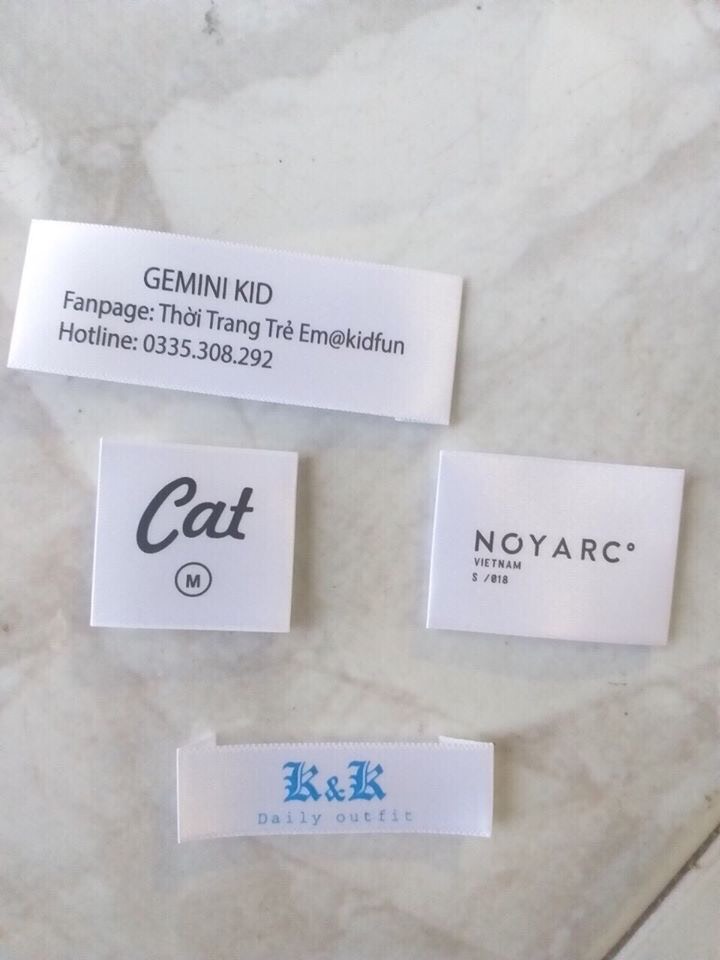 GEMINI KID
Fanpage: Thời Trang Trẻ Em@kidfun
Hotline: 0335.308.292
Cat
M
NOYARC°
VIETNAM
S /018
K&K
Daily outfit